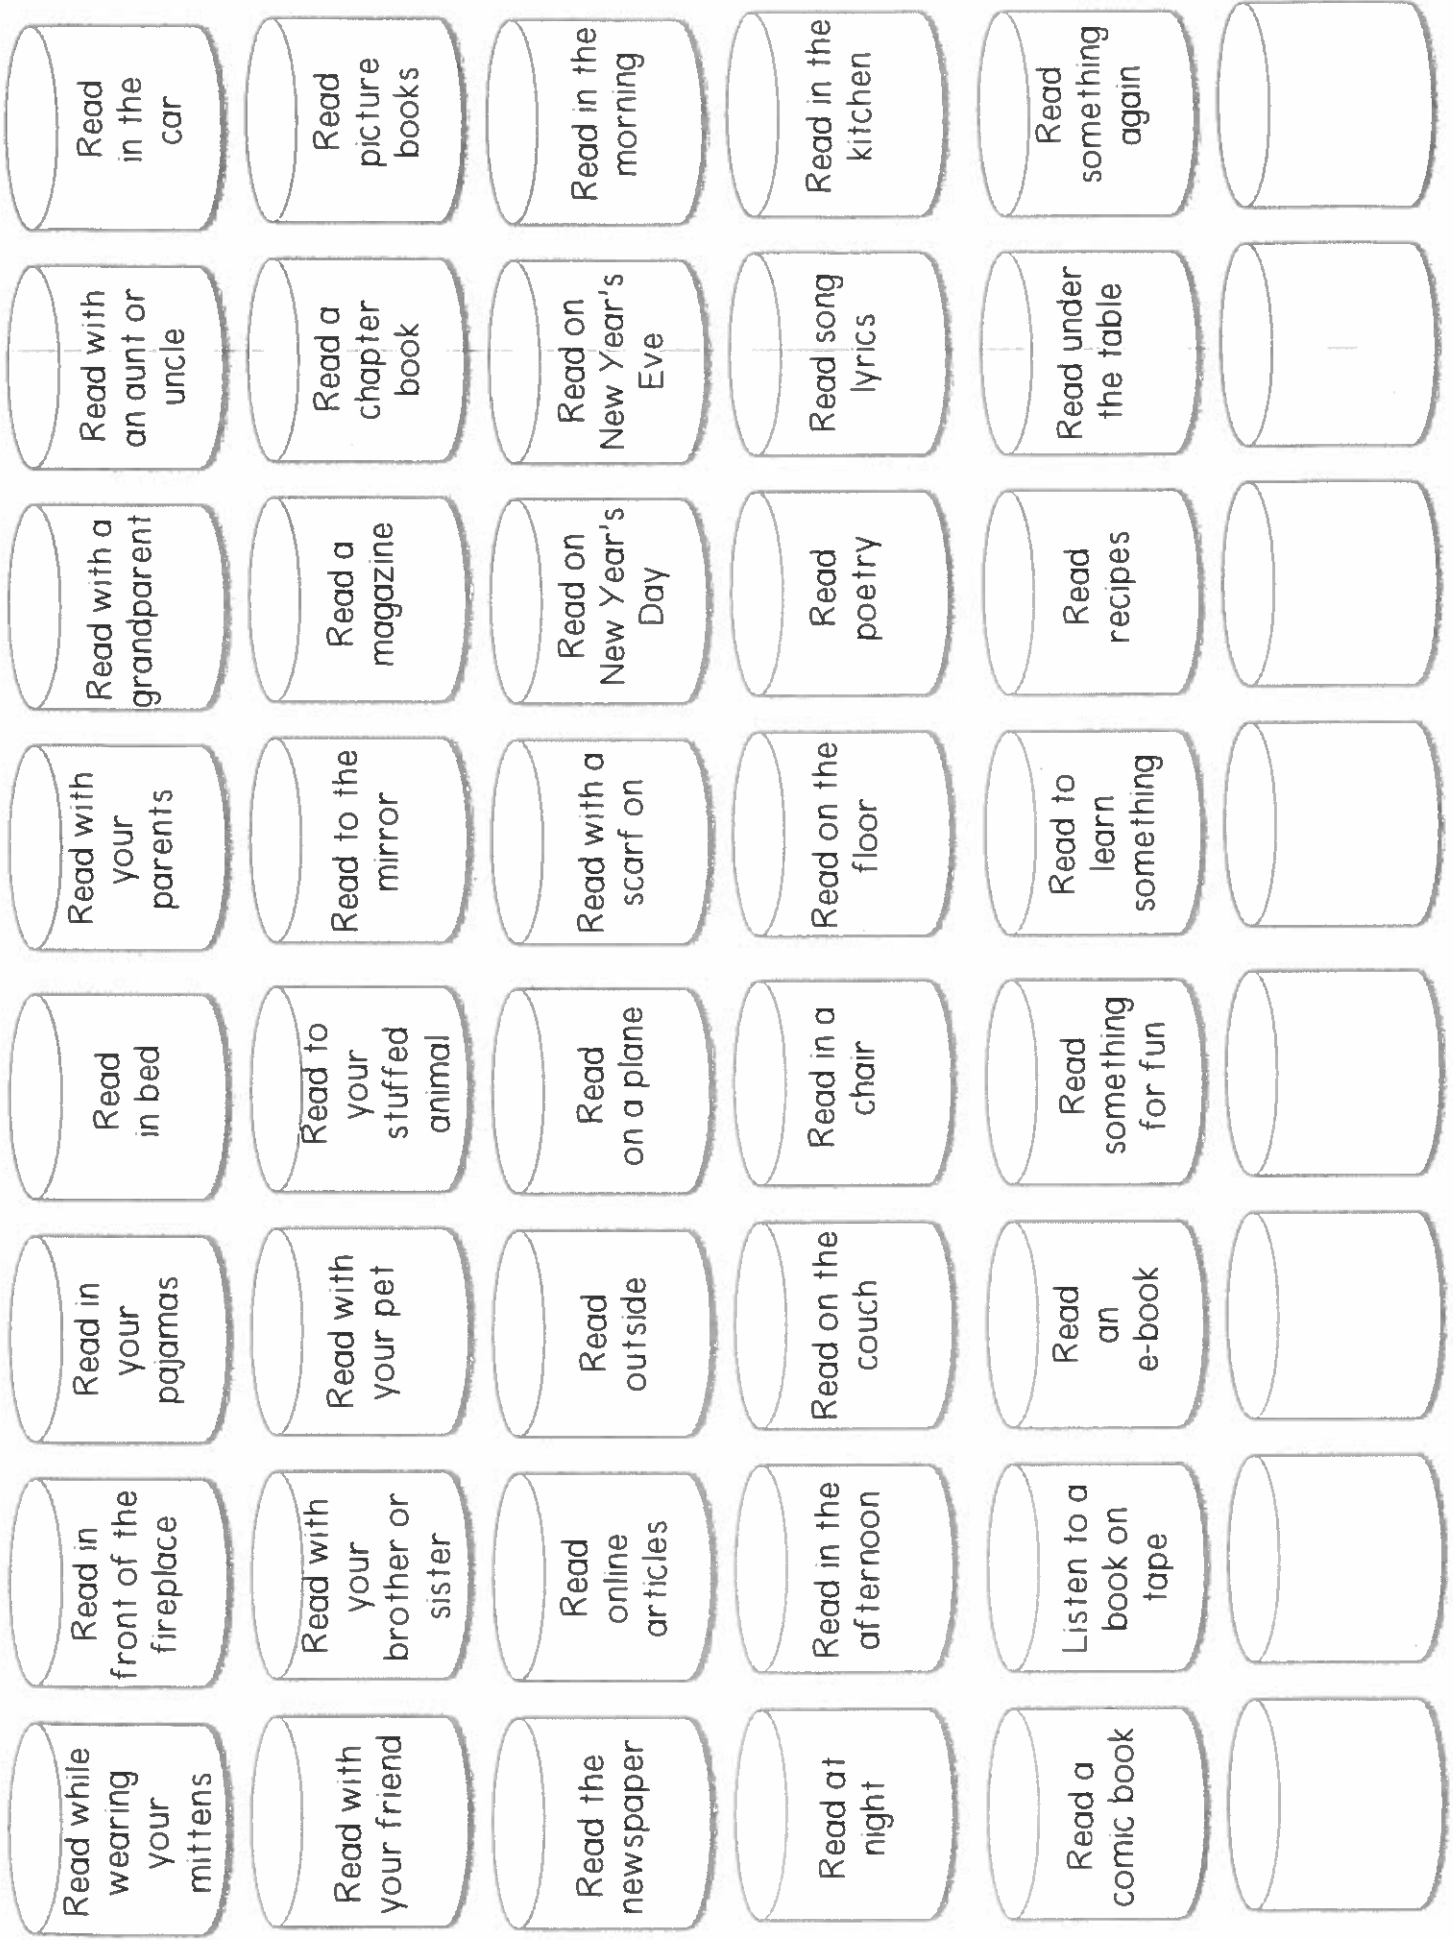 Read while
wearing
your
mittens
Read in
front of the
fireplace
Read in
your
pajamas
Read
in bed
Read with
your
parents
Read with a
grandparent
Read with
an aunt or
uncle
Read
in the
car
Read with
your friend
Read with
your
brother or
sister
Read with
your pet
Read to
your
stuffed
animal
Read to the
mirror
Read a
magazine
Read a
chapter
book
Read
picture
books
Read the
newspaper
Read
online
articles
Read
outside
Read
on a plane
Read with a
scarf on
Read on
New Year's
Day
Read on
New Year's
Eve
Read in the
morning
Read at
night
Read in the
afternoon
Read on the
couch
Read in a
chair
Read on the
floor
Read
poetry
Read song
lyrics
Read in the
kitchen
Read a
comic book
Listen to a
book on
tape
Read
an
e-book
Read
something
for fun
Read to
learn
something
Read
recipes
Read under
the table
Read
something
again